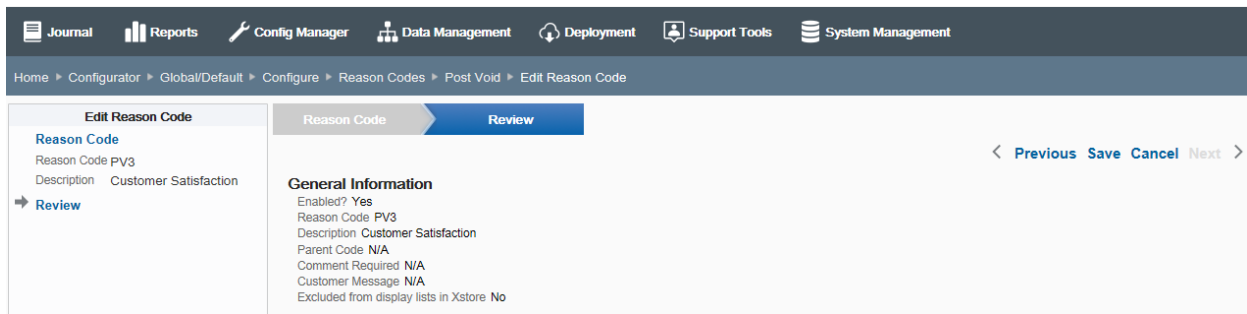 Journal Reports Config Manager Data Management Deployment Support Tools System Management
Home ▸ Configurator ▸ Global/Default ▸ Configure ▸ Reason Codes ▸ Post Void ▸ Edit Reason Code
Edit Reason Code
Reason Code
Reason Code PV3
Description Customer Satisfaction
Review
Reason Code Review
Previous Save Cancel Next
General Information
Enabled? Yes
Reason Code PV3
Description Customer Satisfaction
Parent Code N/A
Comment Required N/A
Customer Message N/A
Excluded from display lists in Xstore No